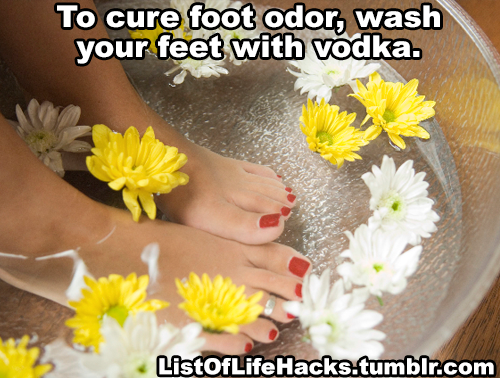 To cure foot odor, wash
your feet with vodka.
ListOfLifeHacks.tumblr.com